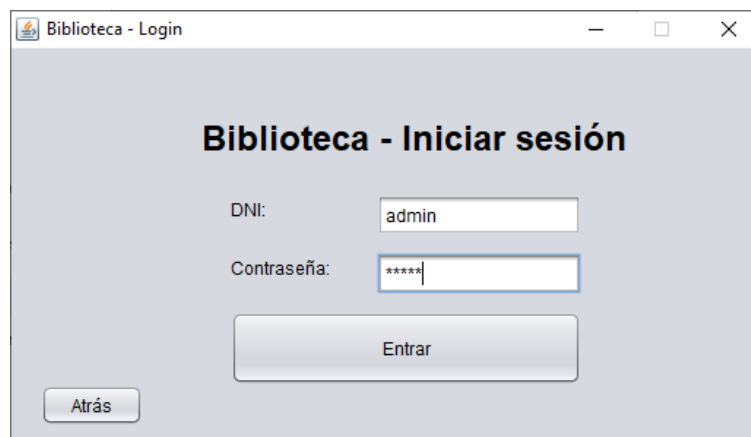 Biblioteca - Login
Biblioteca - Iniciar sesión
DNI: admin
Contraseña: *****
Entrar
Atrás